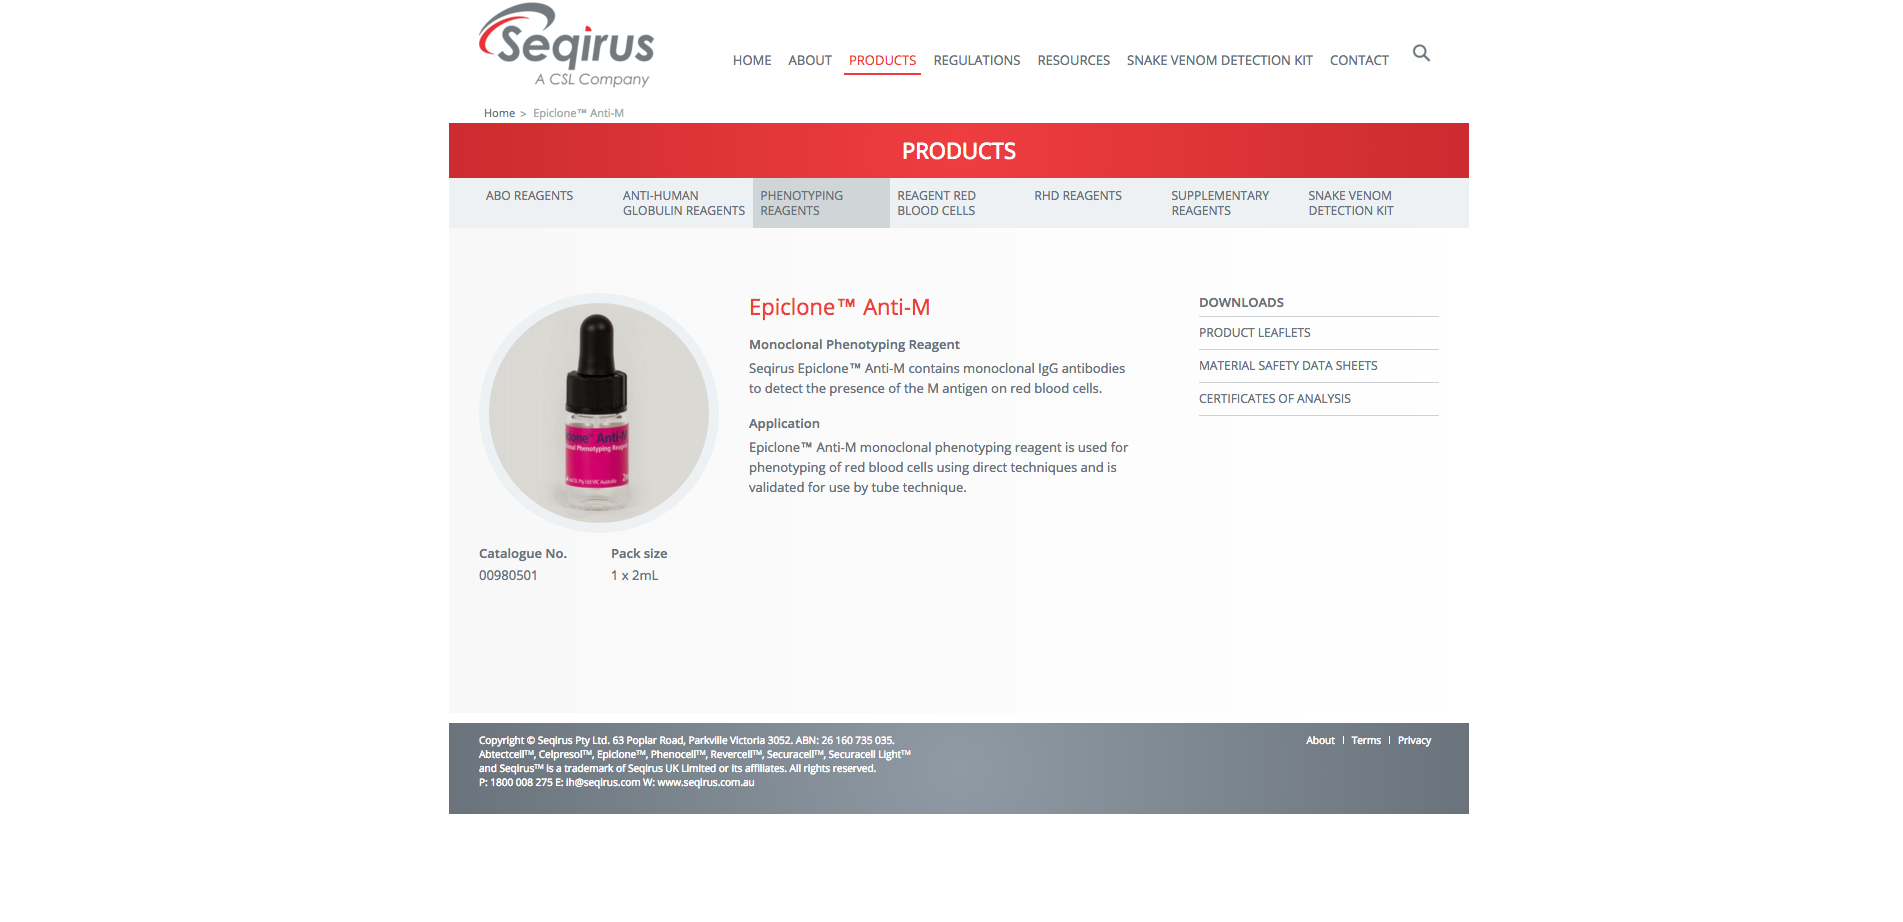 Seqirus
A CSL Company
HOME ABOUT PRODUCTS REGULATIONS RESOURCES SNAKE VENOM DETECTION KIT CONTACT
Home > Epiclone™ Anti-M
PRODUCTS
ABO REAGENTS
ANTI-HUMAN
GLOBULIN REAGENTS
PHENOTYPING
REAGENTS
REAGENT RED
BLOOD CELLS
RHD REAGENTS
SUPPLEMENTARY
REAGENTS
SNAKE VENOM
DETECTION KIT
clone™ Anti-M
l Phenotyping Reagen
Pty Ltd VIC Australia
Catalogue No. Pack size
00980501 1 x 2mL
Epiclone™ Anti-M
Monoclonal Phenotyping Reagent
Seqirus Epiclone™ Anti-M contains monoclonal IgG antibodies
to detect the presence of the M antigen on red blood cells.
Application
Epiclone™ Anti-M monoclonal phenotyping reagent is used for
phenotyping of red blood cells using direct techniques and is
validated for use by tube technique.
DOWNLOADS
PRODUCT LEAFLETS
MATERIAL SAFETY DATA SHEETS
CERTIFICATES OF ANALYSIS
Copyright © Seqirus Pty Ltd. 63 Poplar Road, Parkville Victoria 3052. ABN: 26 160 735 035.
Abtectcell™, Celpresol™, Epiclone™, Phenocell™, Revercell™, Securacell™, Securacell Light™
and Seqirus™ is a trademark of Seqirus UK Limited or its affiliates. All rights reserved.
P: 1800 008 275 E: ih@seqirus.com W: www.seqirus.com.au
About | Terms | Privacy